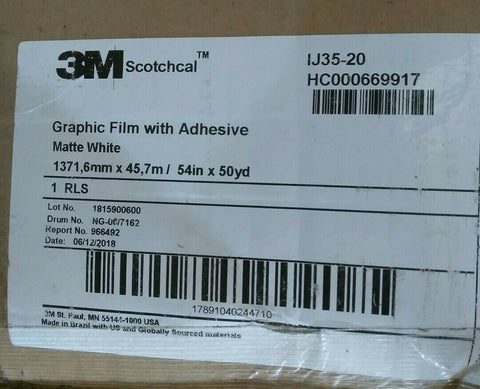 3M Scotchcal™
IJ35-20
HC000669917
Graphic Film with Adhesive
Matte White
1371,6mm x 45,7m / 54in x 50yd
1 RLS
Lot No. 1815900600
Drum No. NG-06/7162
Report No. 966492
Date: 06/12/2018
17891040244710
3M St. Paul, MN 55144-1000 USA
Made in Brazil with US and Globally Sourced materials